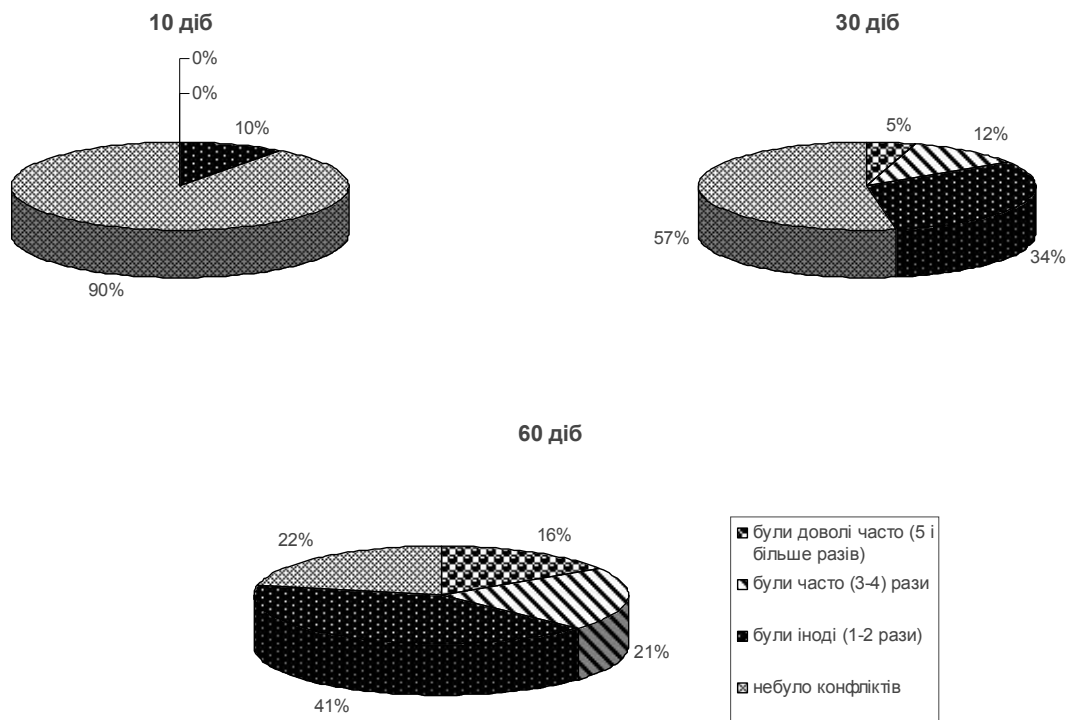 10 діб
0%
0%
10%
90%
30 діб
5%
12%
57%
34%
60 діб
22%
16%
21%
41%
були доволі часто (5 і
більше разів)
були часто (3-4) рази
були іноді (1-2 рази)
небуло конфліктів